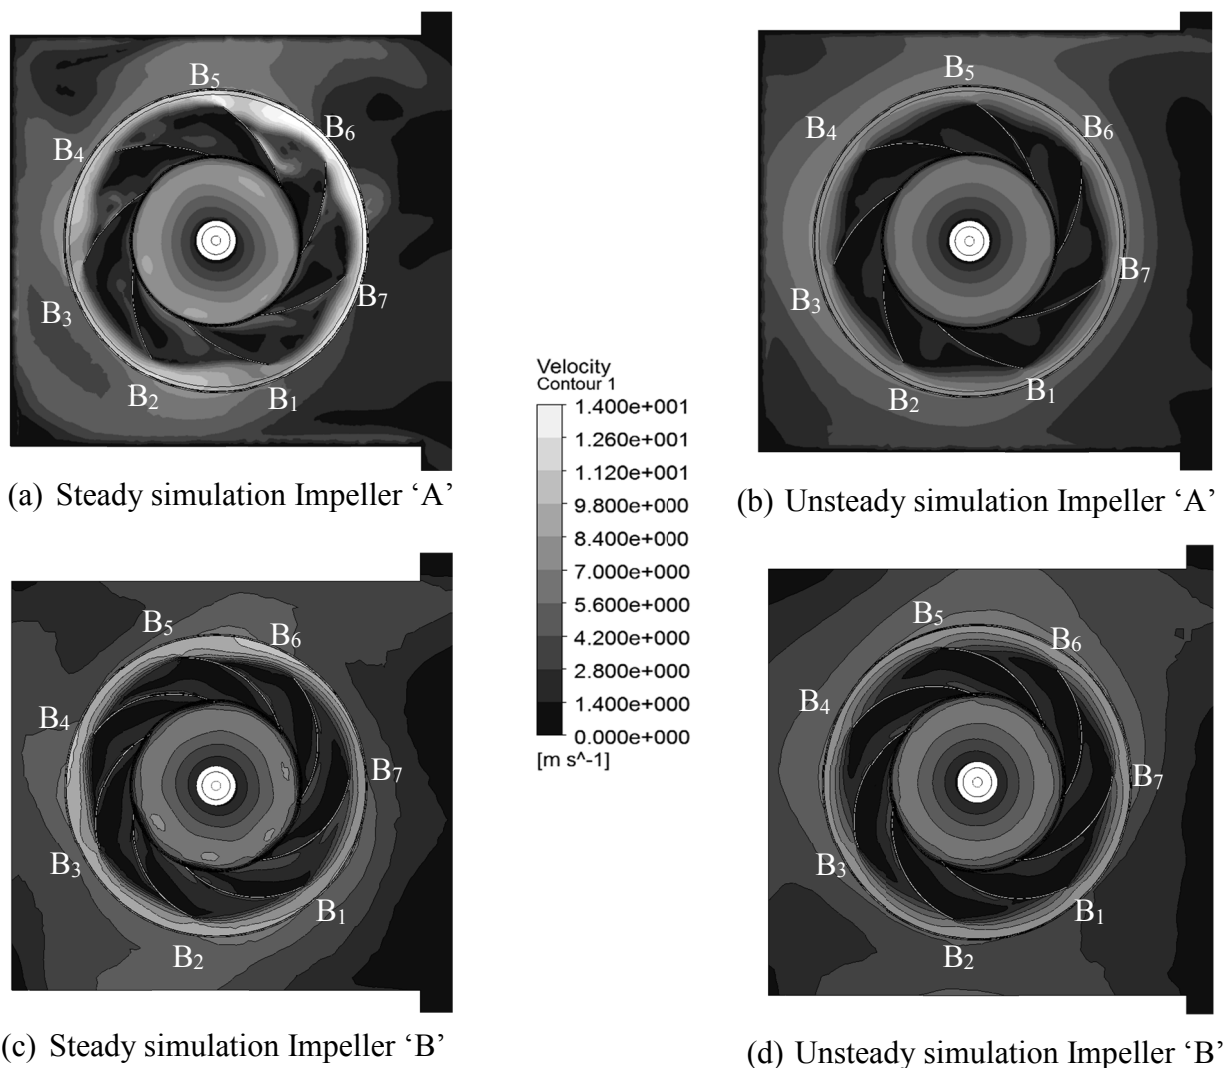 B5
B6
B4
B7
B3
B2
B1
(a) Steady simulation Impeller ‘A’
B5
B6
B4
B7
B3
B2
B1
(b) Unsteady simulation Impeller ‘A’
Velocity
Contour 1
1.400e+001
1.260e+001
1.120e+001
9.800e+000
8.400e+000
7.000e+000
5.600e+000
4.200e+000
2.800e+000
1.400e+000
0.000e+000
[m s^-1]
B5
B6
B4
B7
B3
B1
B2
(c) Steady simulation Impeller ‘B’
B5
B6
B4
B7
B3
B1
B2
(d) Unsteady simulation Impeller ‘B’